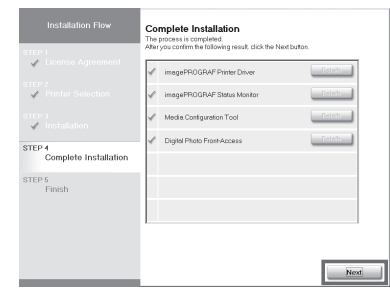 Installation Flow
STEP 1
License Agreement
STEP 2
Printer Selection
STEP 3
Installation
STEP 4
Complete Installation
STEP 5
Finish
Complete Installation
The process is completed.
After you confirm the following result, click the Next button.
imagePROGRAF Printer Driver
Details
imagePROGRAF Status Monitor
Details
Media Configuration Tool
Details
Digital Photo Front-Access
Details
Next